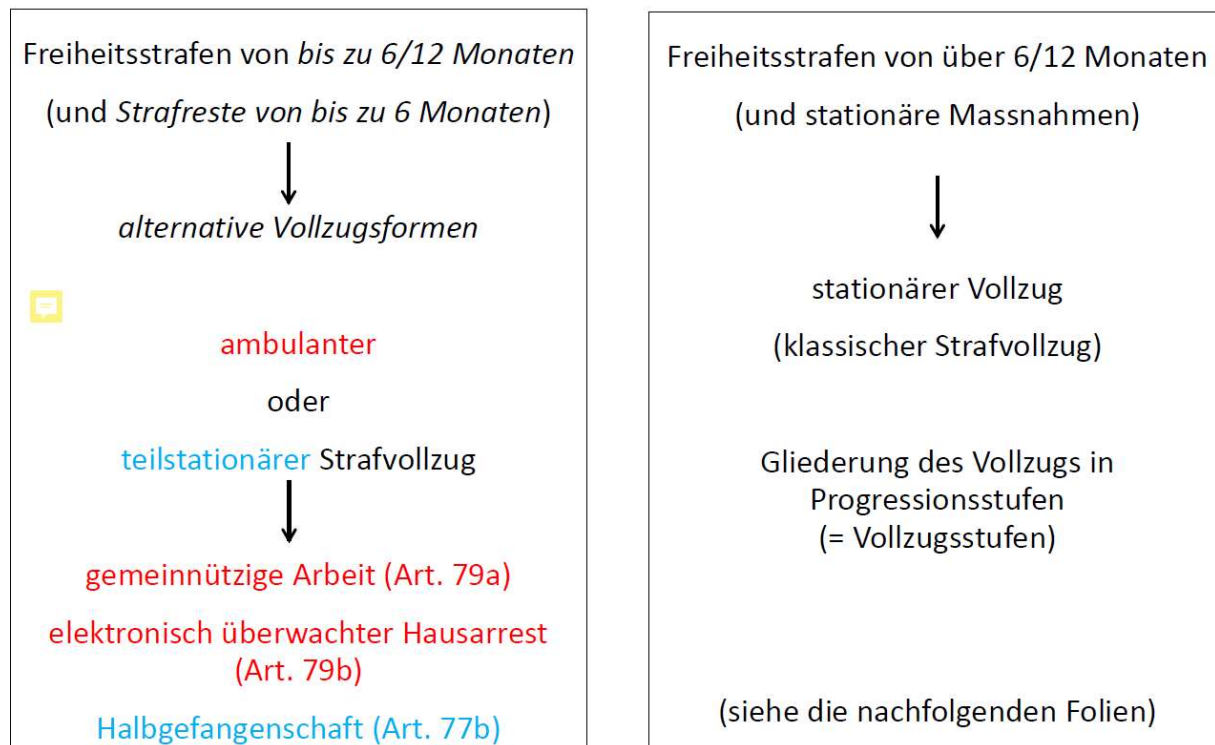 Freiheitsstrafen von bis zu 6/12 Monaten
(und Strafreste von bis zu 6 Monaten)
alternative Vollzugsformen
ambulanter
oder
teilstationärer Strafvollzug
gemeinnützige Arbeit (Art. 79a)
elektronisch überwachter Hausarrest
(Art. 79b)
Halbgefangenschaft (Art. 77b)
Freiheitsstrafen von über 6/12 Monaten
(und stationäre Massnahmen)
stationärer Vollzug
(klassischer Strafvollzug)
Gliederung des Vollzugs in
Progressionsstufen
(= Vollzugsstufen)
(siehe die nachfolgenden Folien)